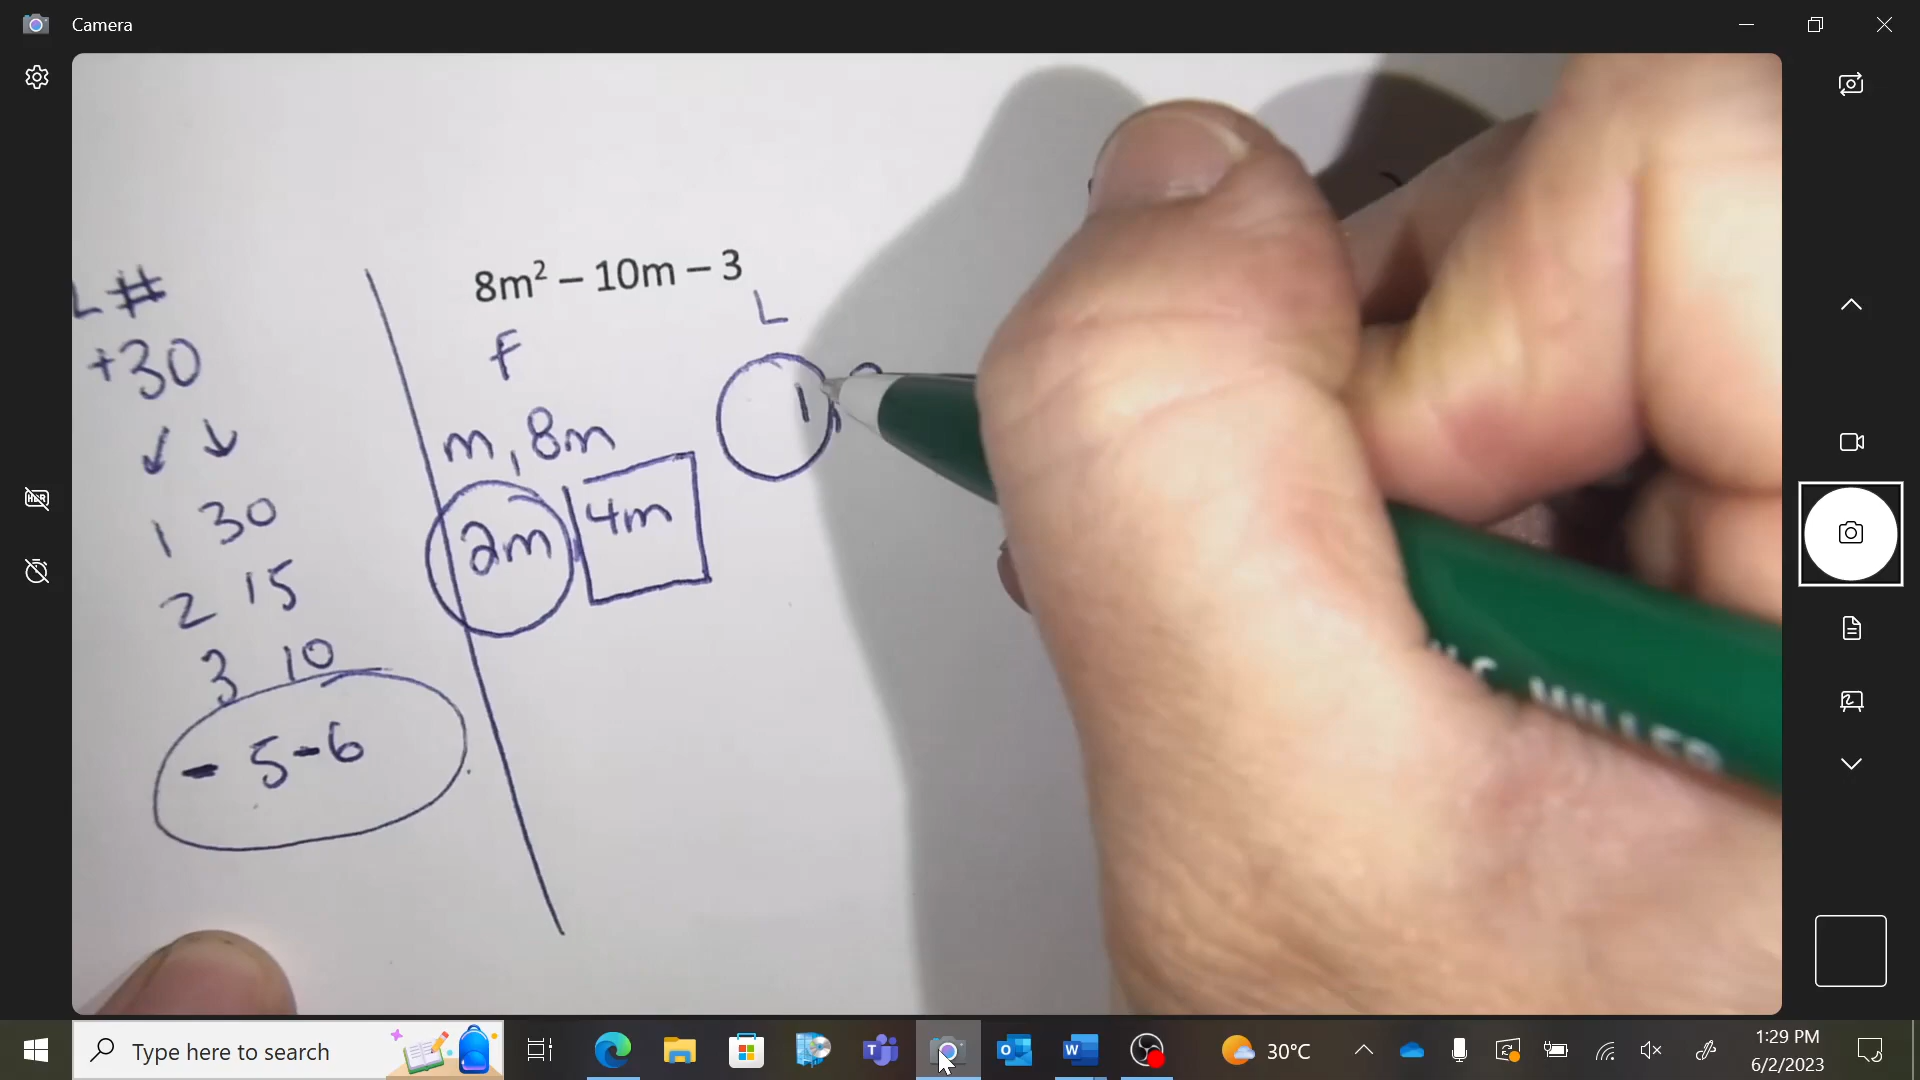 Camera
L #
+30
1 30
2 15
3 10
- 5 - 6
8m² – 10m – 3
F
L
m, 8m
2m 4m
1,
MILLER
Type here to search
30°C
1:29 PM
6/2/2023